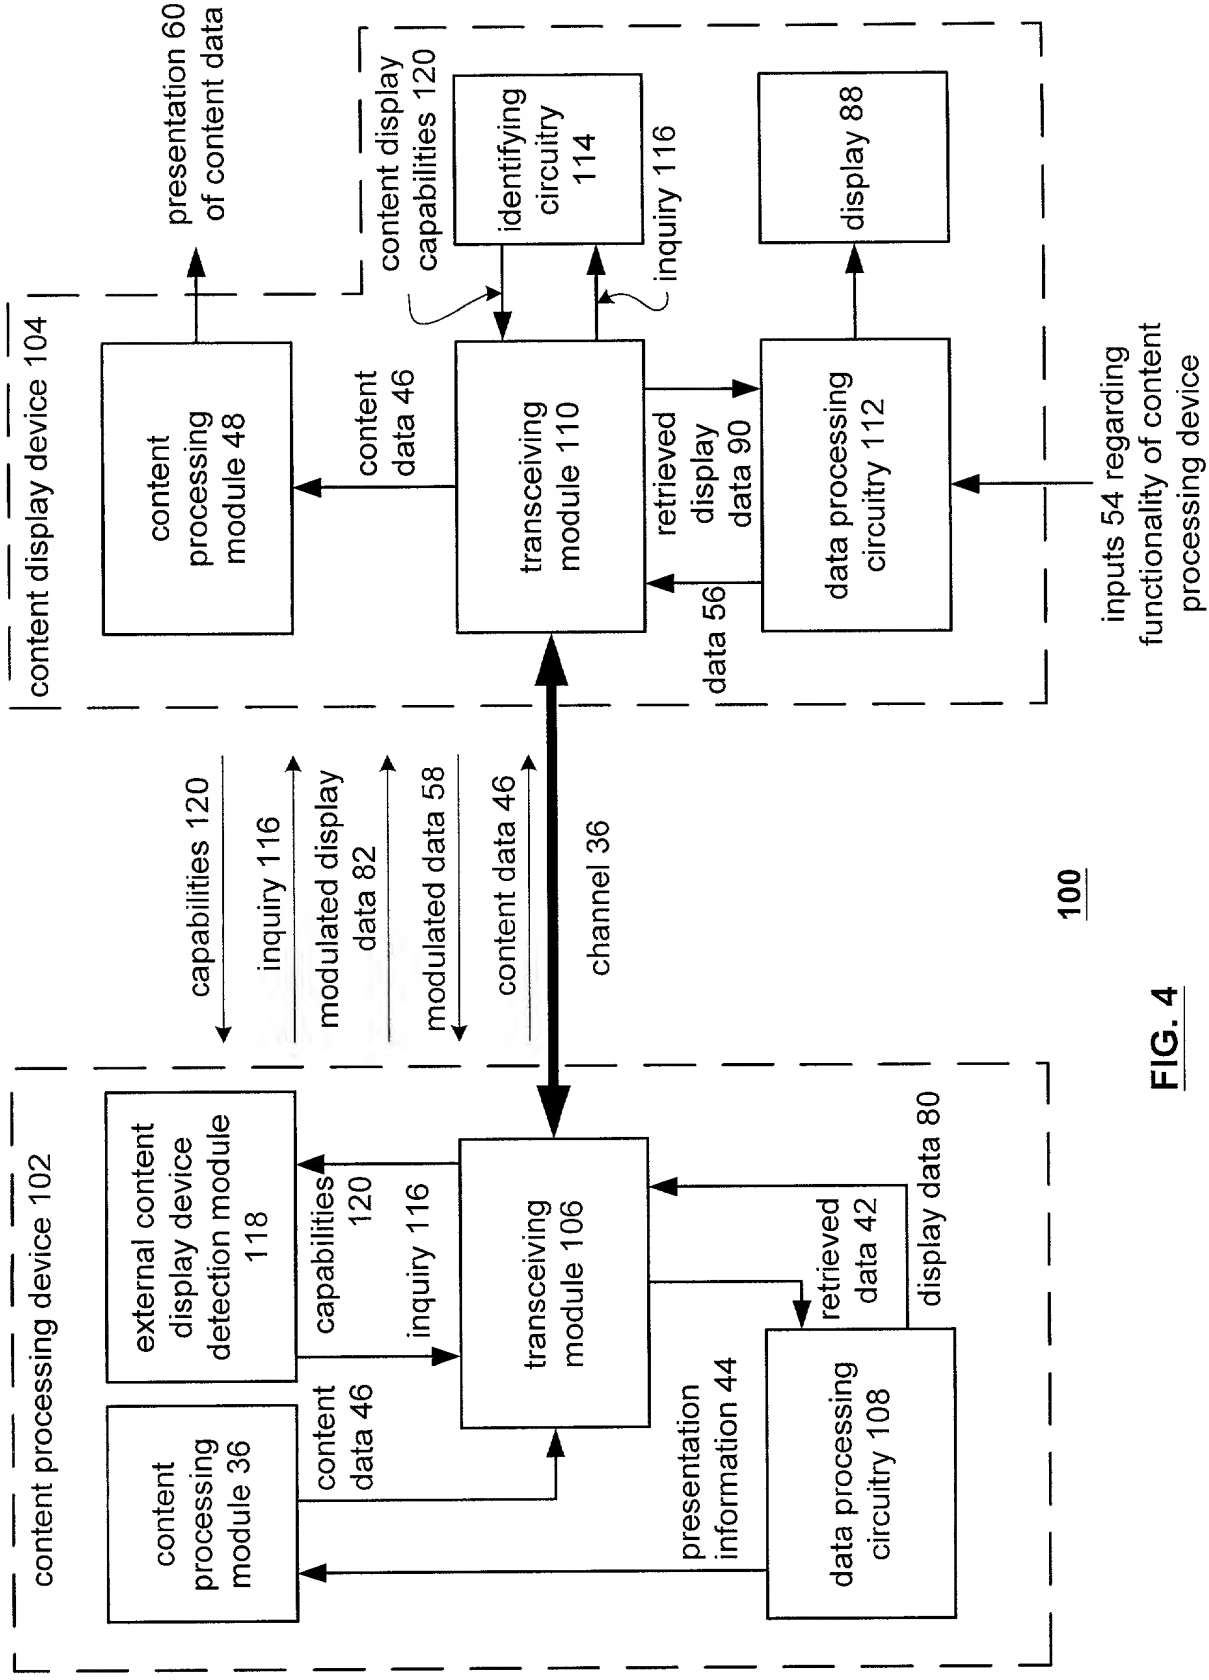 content processing device 102
content
processing
module 36
external content
display device
detection module
118
content
data 46
capabilities
120
inquiry 116
transceiving
module 106
presentation
information 44
retrieved
data 42
display data 80
data processing
circuitry 108
capabilities 120
inquiry 116
modulated display
data 82
modulated data 58
content data 46
channel 36
content display device 104
content
processing
module 48
presentation 60
of content data
content
data 46
content display
capabilities 120
transceiving
module 110
identifying
circuitry
114
inquiry 116
data 56
retrieved
display
data 90
data processing
circuitry 112
display 88
inputs 54 regarding
functionality of content
processing device
100
FIG. 4